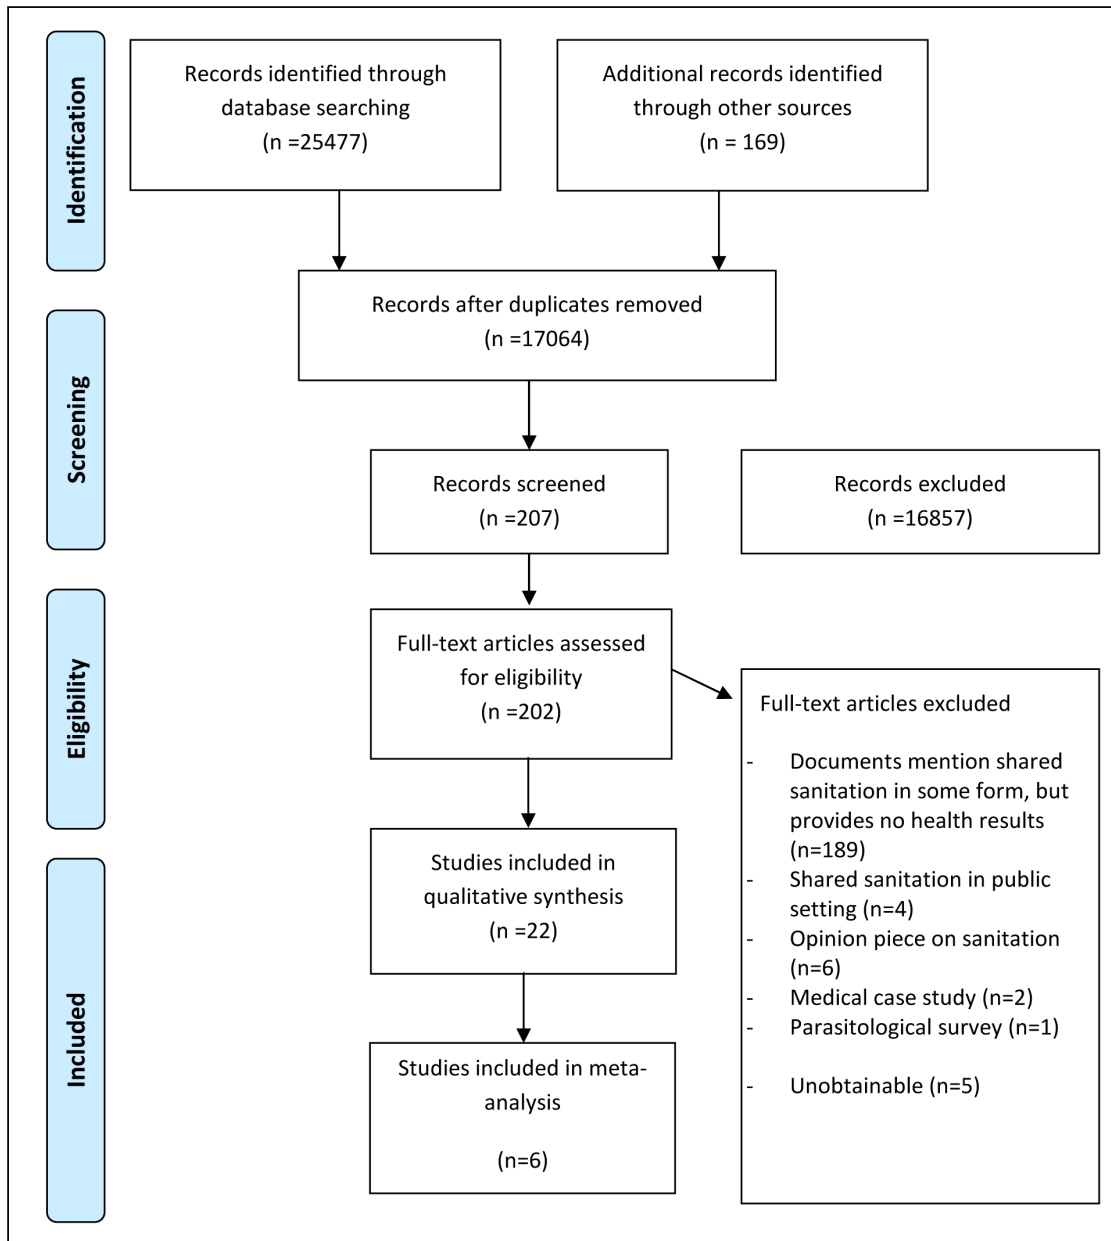 Identification
Records identified through
database searching
(n =25477)
Additional records identified
through other sources
(n = 169)
Records after duplicates removed
(n =17064)
Screening
Records screened
(n =207)
Records excluded
(n =16857)
Eligibility
Full-text articles assessed
for eligibility
(n =202)
Full-text articles excluded
- Documents mention shared
sanitation in some form, but
provides no health results
(n=189)
- Shared sanitation in public
setting (n=4)
- Opinion piece on sanitation
(n=6)
- Medical case study (n=2)
- Parasitological survey (n=1)
- Unobtainable (n=5)
Included
Studies included in
qualitative synthesis
(n =22)
Studies included in meta-
analysis
(n=6)